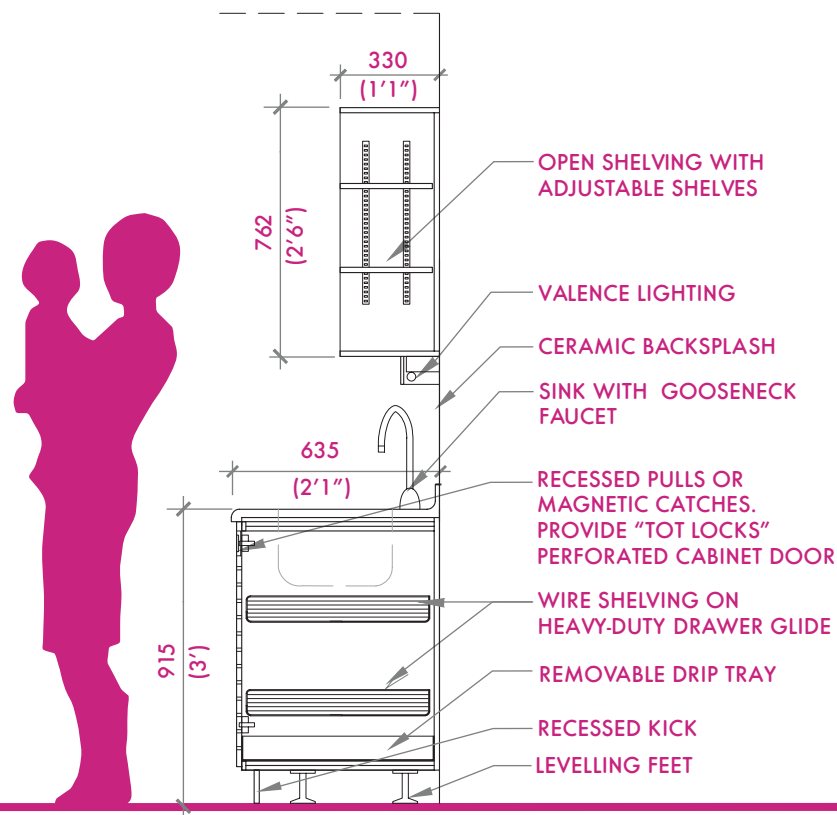 330
(1'1")
762
(2'6")
OPEN SHELVING WITH
ADJUSTABLE SHELVES
VALENCE LIGHTING
CERAMIC BACKSPLASH
SINK WITH GOOSENECK
FAUCET
635
(2'1")
RECESSED PULLS OR
MAGNETIC CATCHES.
PROVIDE “TOT LOCKS”
PERFORATED CABINET DOOR
WIRE SHELVING ON
HEAVY-DUTY DRAWER GLIDE
915
(3')
REMOVABLE DRIP TRAY
RECESSED KICK
LEVELLING FEET